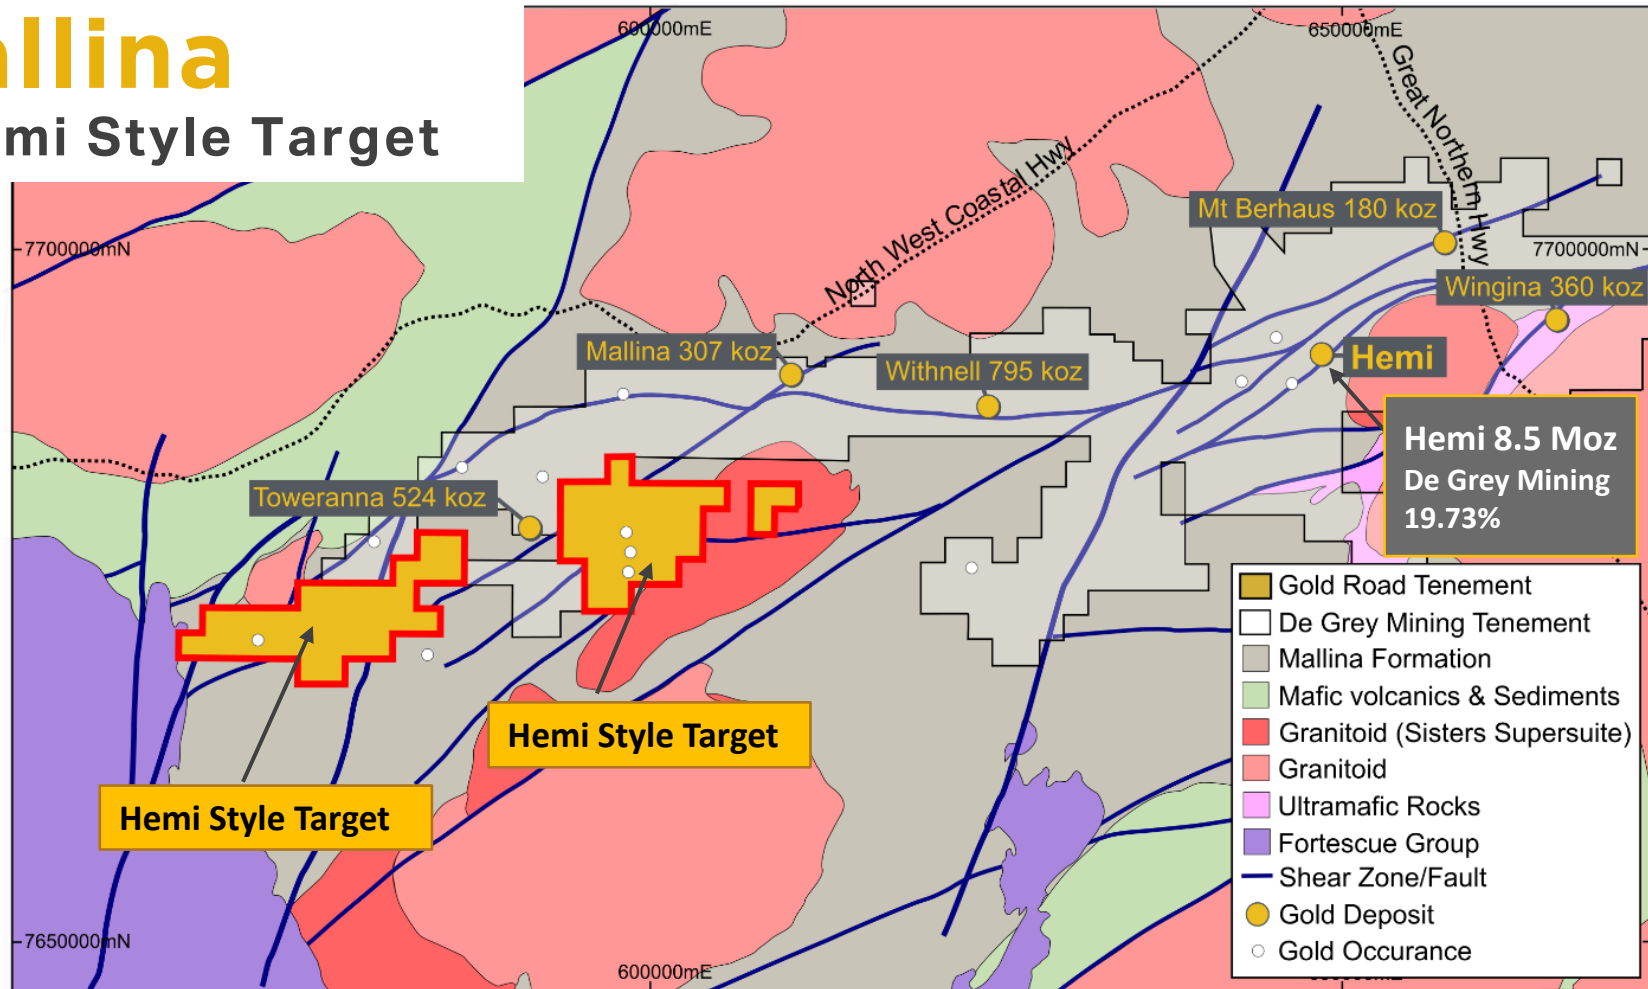 allina
mi Style Target
600000mE
650000mE
Great Northern Hwy
North West Coastal Hwy
Mt Berhaus 180 koz
7700000mN
7700000mN
Wingina 360 koz
Mallina 307 koz
Withnell 795 koz
Hemi
Hemi 8.5 Moz
De Grey Mining
19.73%
Toweranna 524 koz
Hemi Style Target
Hemi Style Target
Gold Road Tenement
De Grey Mining Tenement
Mallina Formation
Mafic volcanics & Sediments
Granitoid (Sisters Supersuite)
Granitoid
Ultramafic Rocks
Fortescue Group
Shear Zone/Fault
Gold Deposit
Gold Occurance
7650000mN
600000mE